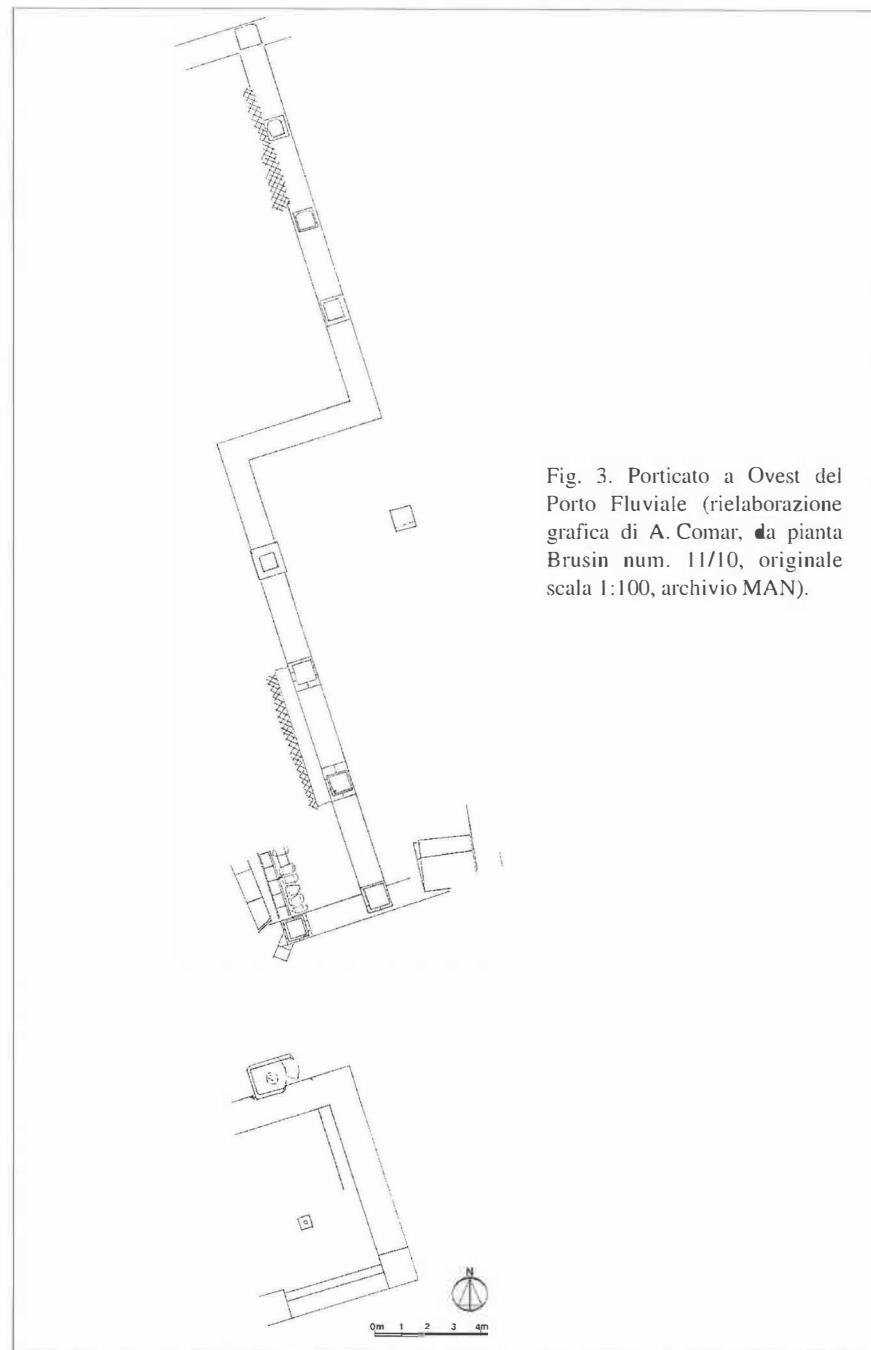 Fig. 3. Porticato a Ovest del
Porto Fluviale (rielaborazione
grafica di A. Comar, da pianta
Brusin num. 11/10, originale
scala 1:100, archivio MAN).
N
0m 1 2 3 4m